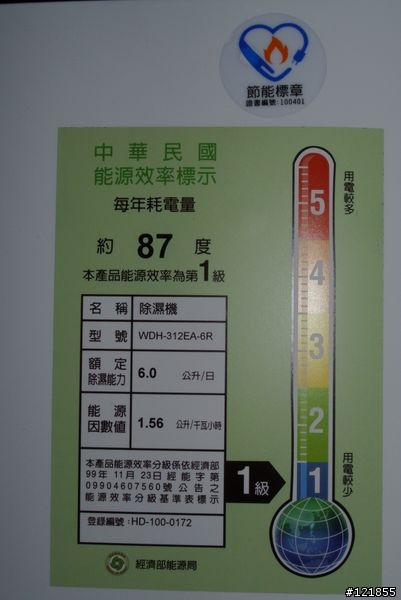 節能標章
證書編號:100401
中華民國
能源效率標示
每年耗電量
約 87 度
本產品能源效率為第1級
名稱 除濕機
型號 WDH-312EA-6R
額定除濕能力 6.0 公升/日
能源因數值 1.56 公升/千瓦小時
本產品能源效率分級係依經濟部
99年11月23日經能字第
09904607560號公告之
能源效率分級基準表標示
登錄編號:HD-100-0172
經濟部能源局
用電較多
5
4
3
2
1
用電較少
1級
#121855